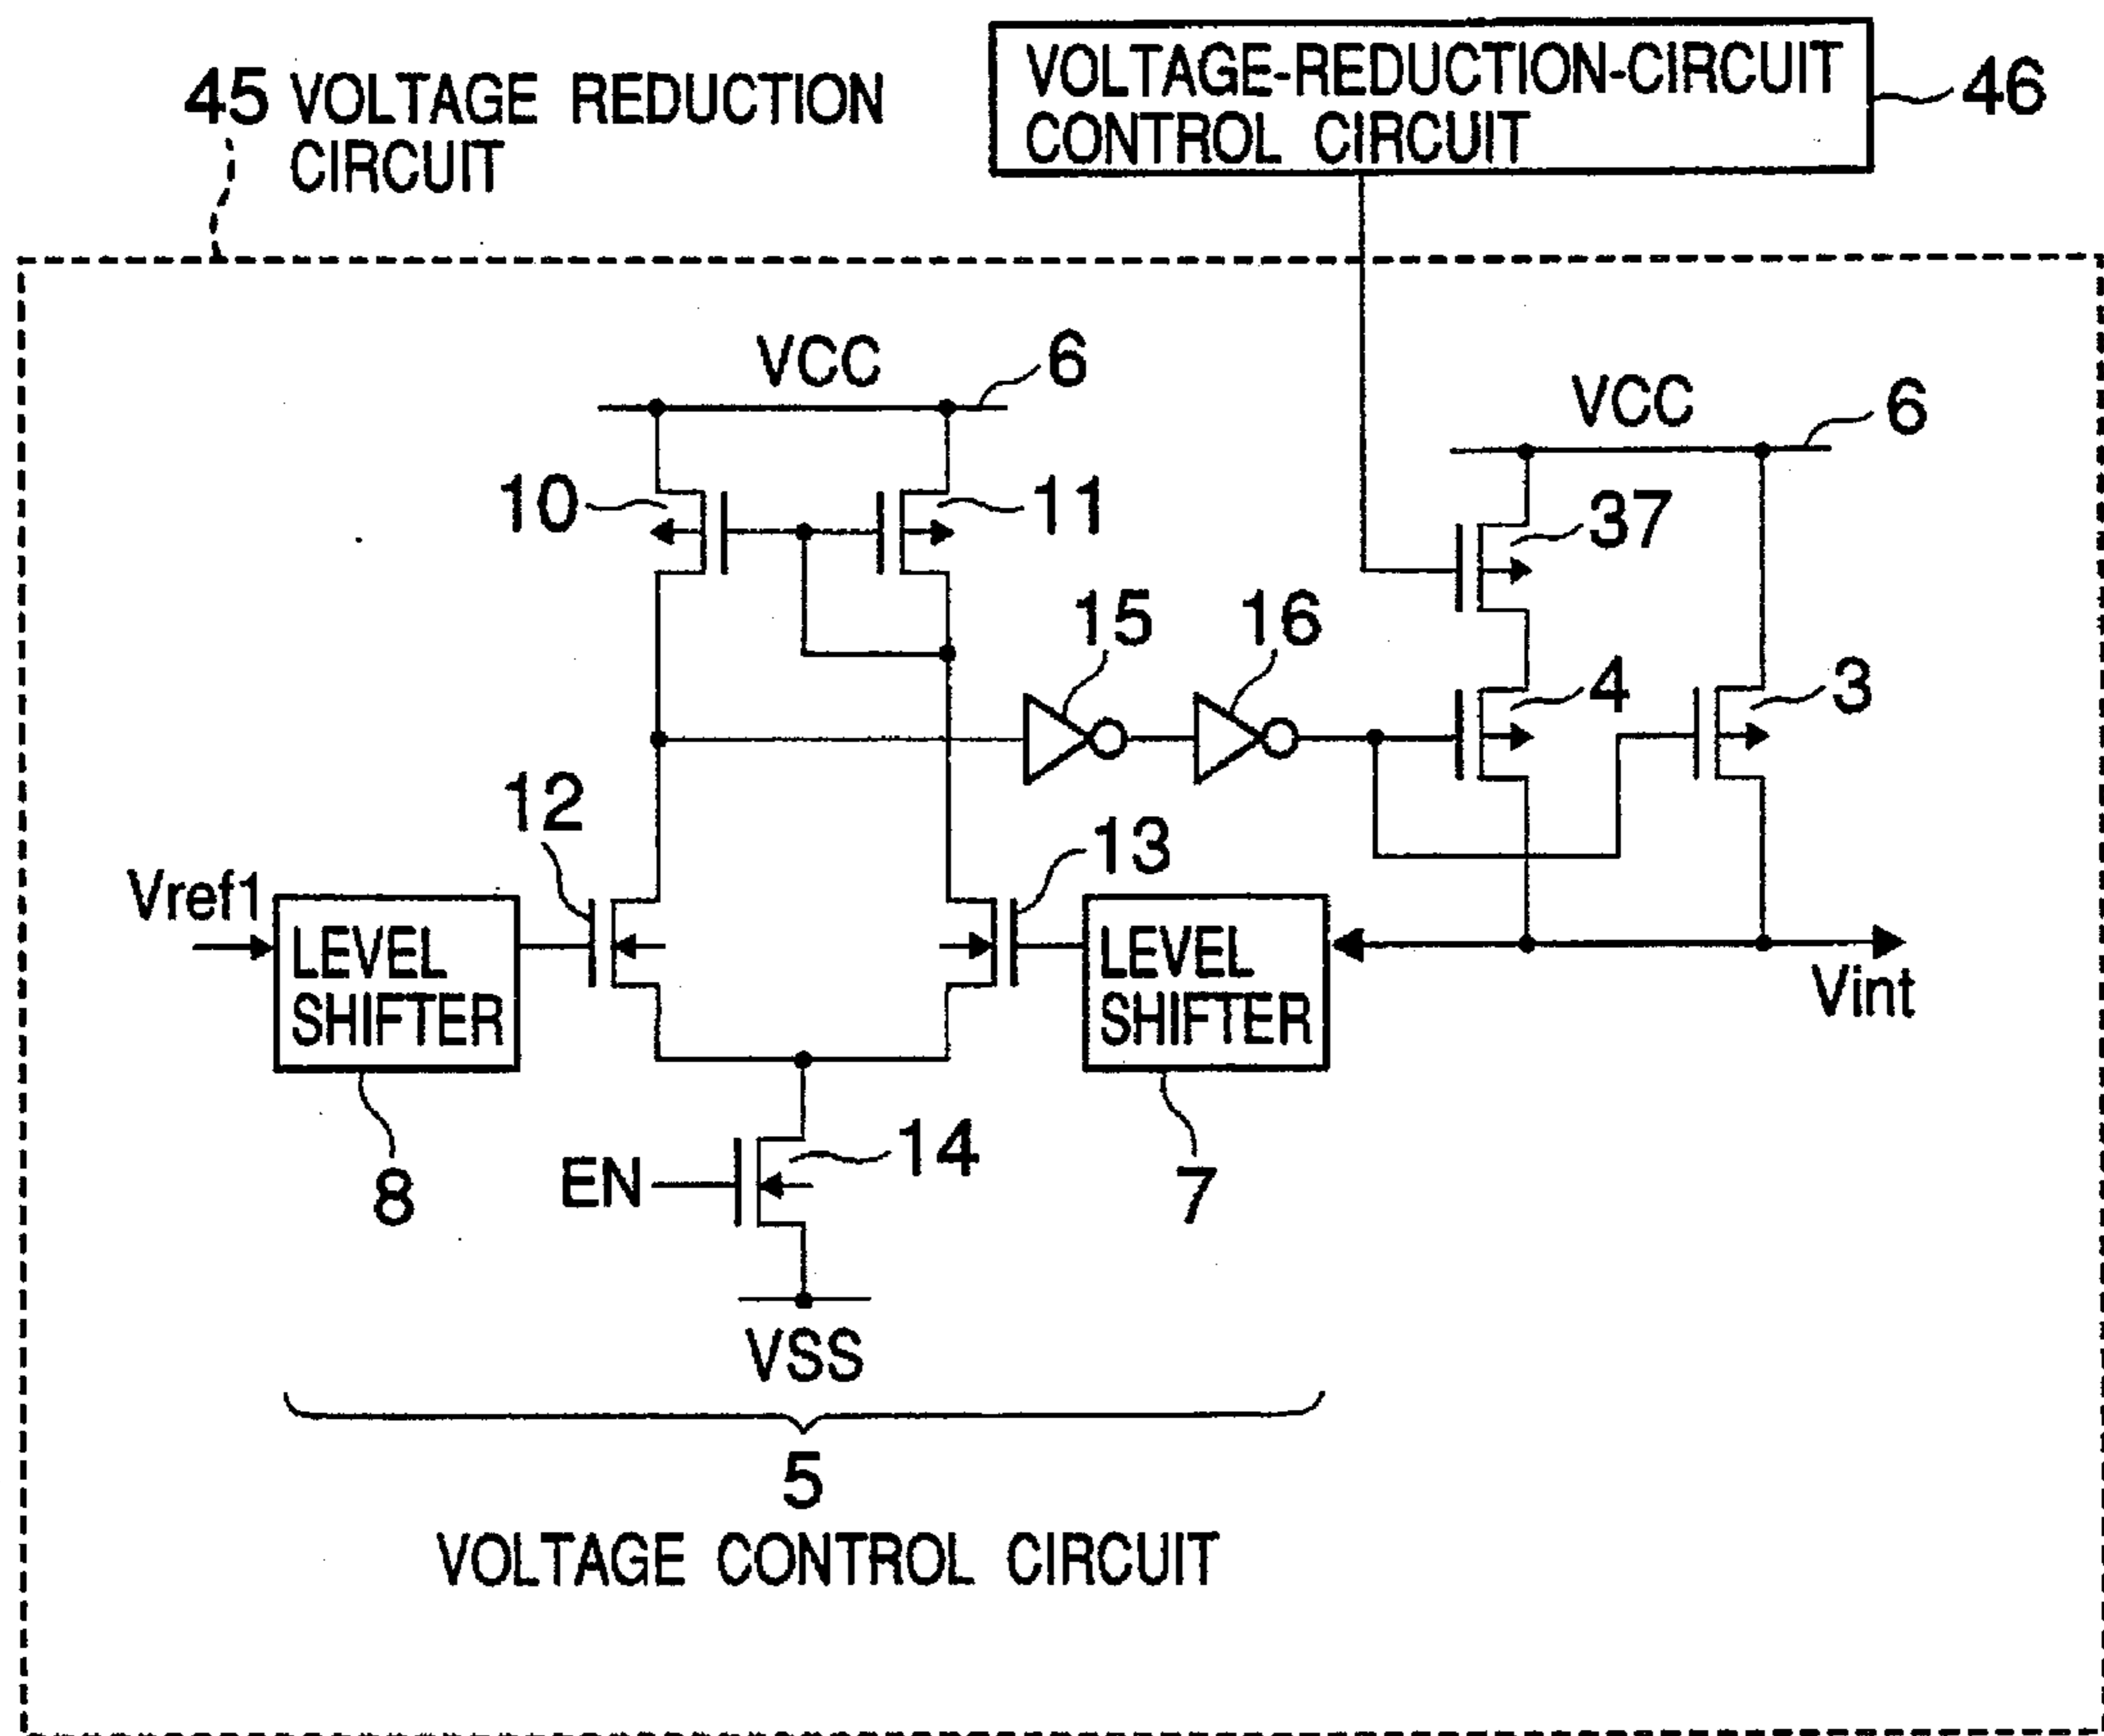 45 VOLTAGE REDUCTION
CIRCUIT
VOLTAGE-REDUCTION-CIRCUIT
CONTROL CIRCUIT
46
VCC
6
VCC
6
10
11
37
15
16
4
3
12
13
Vref1
LEVEL
SHIFTER
LEVEL
SHIFTER
Vint
8
EN
14
7
VSS
5
VOLTAGE CONTROL CIRCUIT